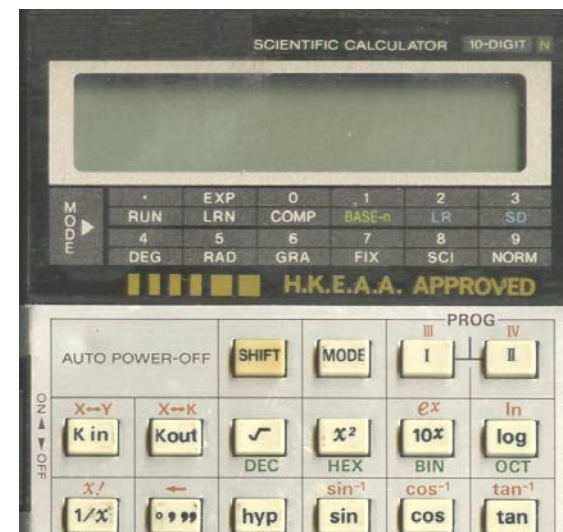 SCIENTIFIC CALCULATOR 10-DIGIT N
MODE
· EXP 0 1 2 3
RUN LRN COMP BASE-n LR SD
4 5 6 7 8 9
DEG RAD GRA FIX SCI NORM
H.K.E.A.A. APPROVED
PROG
III IV
AUTO POWER-OFF SHIFT MODE I II
ON OFF
X↔Y X↔K eˣ In
K in Kout √ x² 10ˣ log
DEC HEX BIN OCT
x! ← sin⁻¹ cos⁻¹ tan⁻¹
1/x °,,, hyp sin cos tan